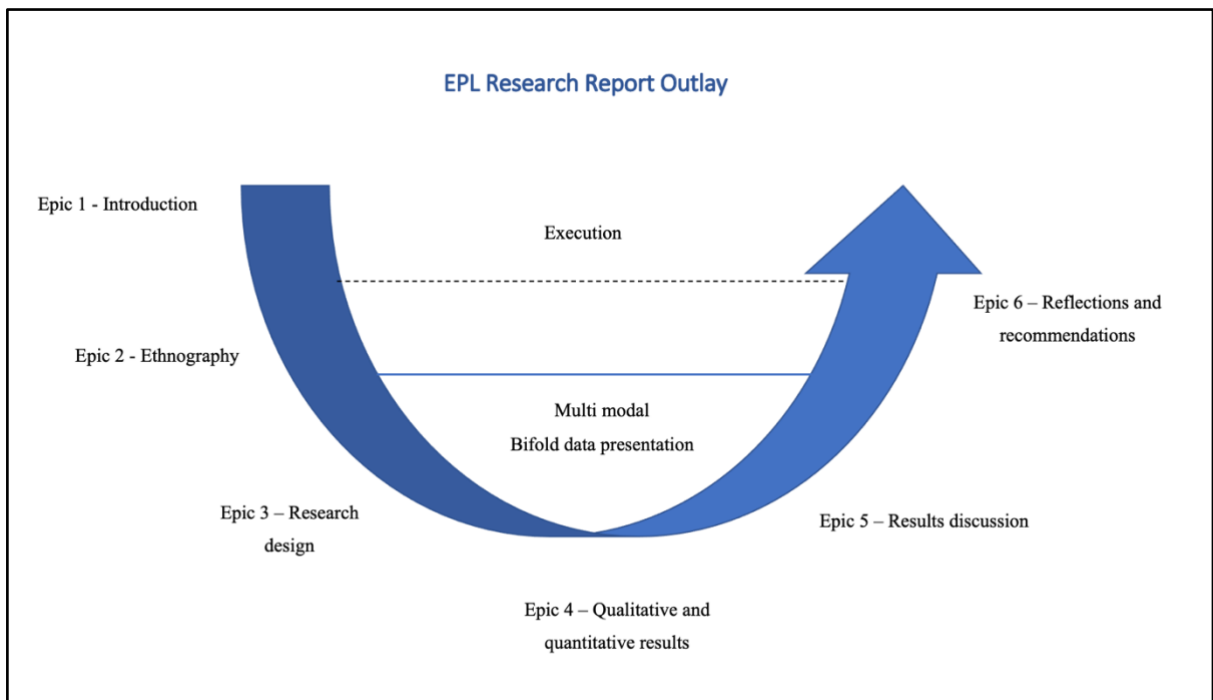 EPL Research Report Outlay
Epic 1 - Introduction
Execution
Epic 6 – Reflections and
recommendations
Epic 2 - Ethnography
Multi modal
Bifold data presentation
Epic 3 – Research
design
Epic 5 – Results discussion
Epic 4 – Qualitative and
quantitative results